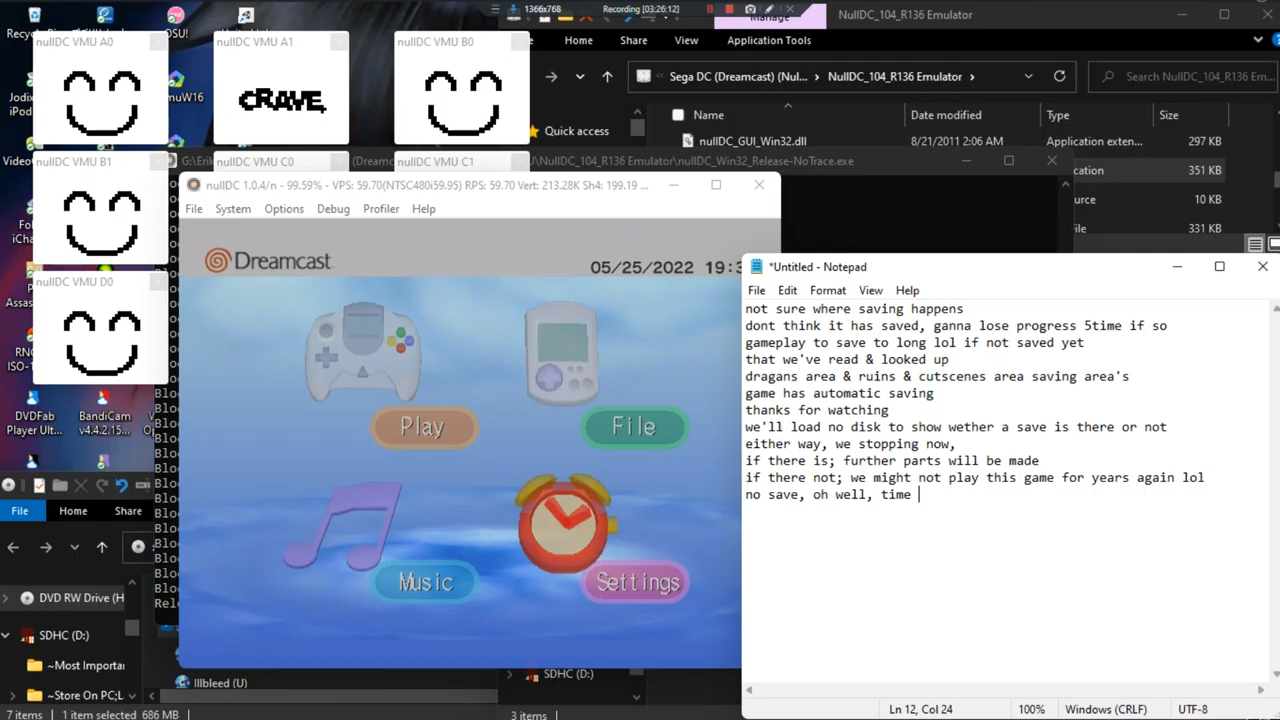 1366x768
Recording [03:26:12]
Manage
NullDC_104_R136 Emulator
OSU!
Home
Share
View
Application Tools
nullDC VMU A0
nullDC VMU A1
nullDC VMU B0
CRAVE
Sega DC (Dreamcast) (Nul...
NullDC_104_R136 Emulator
Quick access
Name
Date modified
Type
Size
nullDC_GUI_Win32.dll
2/21/2011 2:06 AM
Application exten...
297 KB
351 KB
10 KB
331 KB
nullDC VMU B1
nullDC VMU C0
nullDC VMU C1
nullDC VMU D0
nullDC 1.0.4/n - 99.59% - VPS: 59.70(NTSC480i59.95) RPS: 59.70 Vert: 213.28K Sh4: 199.19 ...
File
System
Options
Debug
Profiler
Help
Dreamcast
05/25/2022 19:3
Play
File
Music
Settings
*Untitled - Notepad
File
Edit
Format
View
Help
not sure where saving happens
dont think it has saved, ganna lose progress 5time if so
gameplay to save to long lol if not saved yet
that we've read & looked up
dragans area & ruins & cutscenes area saving area's
game has automatic saving
thanks for watching
we'll load no disk to show wether a save is there or not
either way, we stopping now,
if there is; further parts will be made
if there not; we might not play this game for years again lol
no save, oh well, time
Ln 12, Col 24
100%
Windows (CRLF)
UTF-8
DVDFab
Player Ult...
BandiCam
v4.4.2.15...
File
Home
Share
DVD RW Drive (H
SDHC (D:)
~Most Importa
~Store On PC;L
7 items
1 item selected 686 MB
Illbleed (U)
SDHC (D:)
3 items